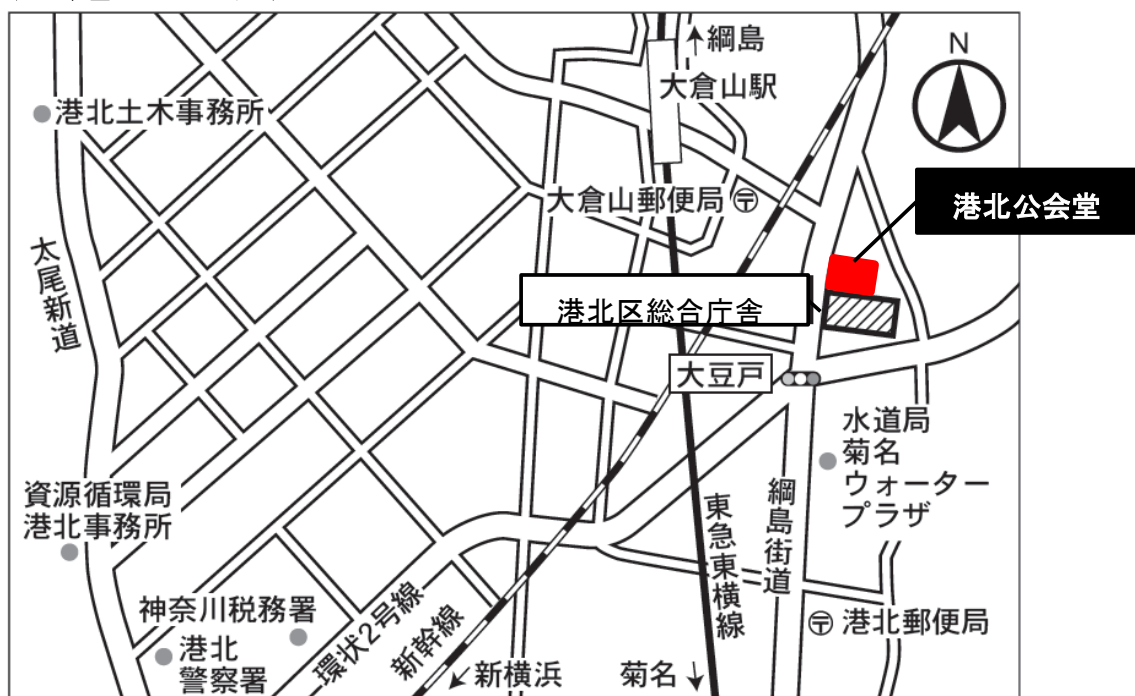 ↑綱島
N
大倉山駅
港北土木事務所
大倉山郵便局〒
港北公会堂
太尾新道
港北区総合庁舎
大豆戸
水道局
菊名
ウォーター
プラザ
資源循環局
港北事務所
東急東横線
綱島街道
神奈川税務署
環状2号線
新幹線
〒港北郵便局
港北
警察署
↙新横浜
菊名↓